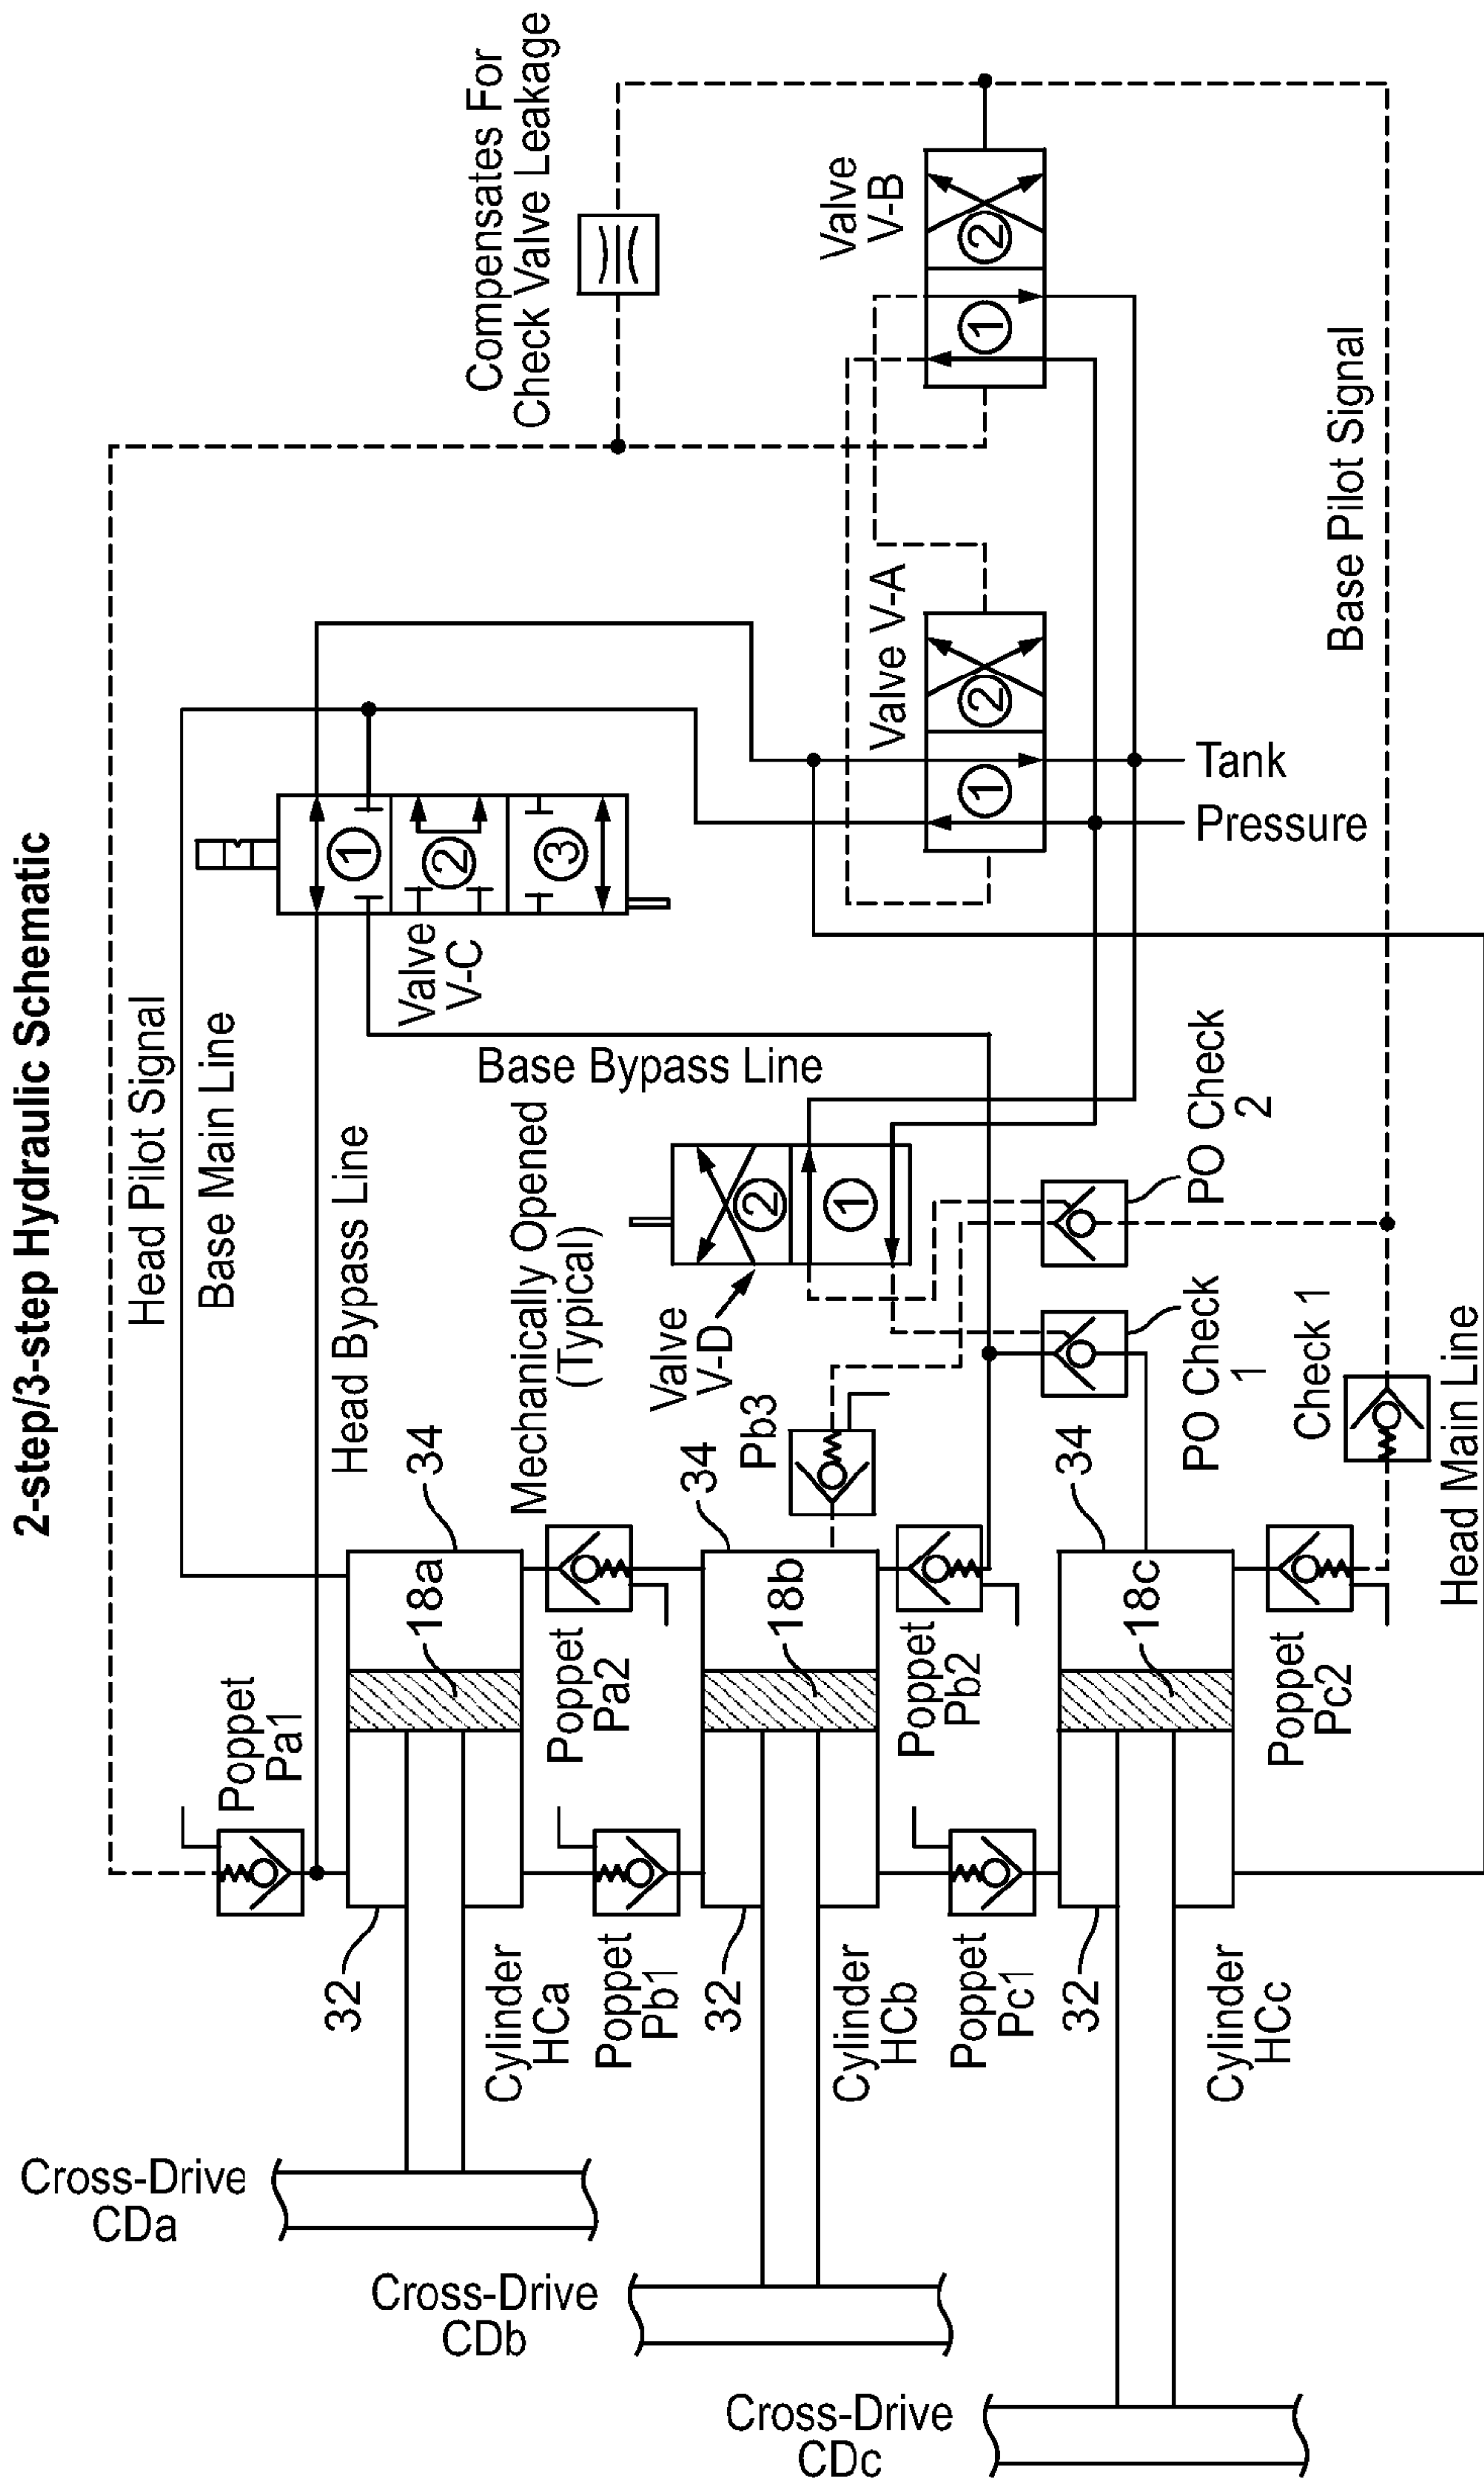 2-step/3-step Hydraulic Schematic
Head Pilot Signal
Base Main Line
Head Bypass Line
Base Bypass Line
Mechanically Opened
(Typical)
Compensates For
Check Valve Leakage
Valve
V-C
1
2
3
Valve
V-B
1
2
Valve V-A
1
2
Tank
Pressure
Base Pilot Signal
Valve
V-D
1
2
PO Check
2
PO Check
1
Check 1
Head Main Line
Pb3
34
34
34
18a
18b
18c
Poppet
Pa1
Poppet
Pa2
Poppet
Pb2
Poppet
Pc2
32
32
32
Cylinder
HCa
Poppet
Pb1
Cylinder
HCb
Poppet
Pc1
Cylinder
HCc
Cross-Drive
CDa
Cross-Drive
CDb
Cross-Drive
CDc